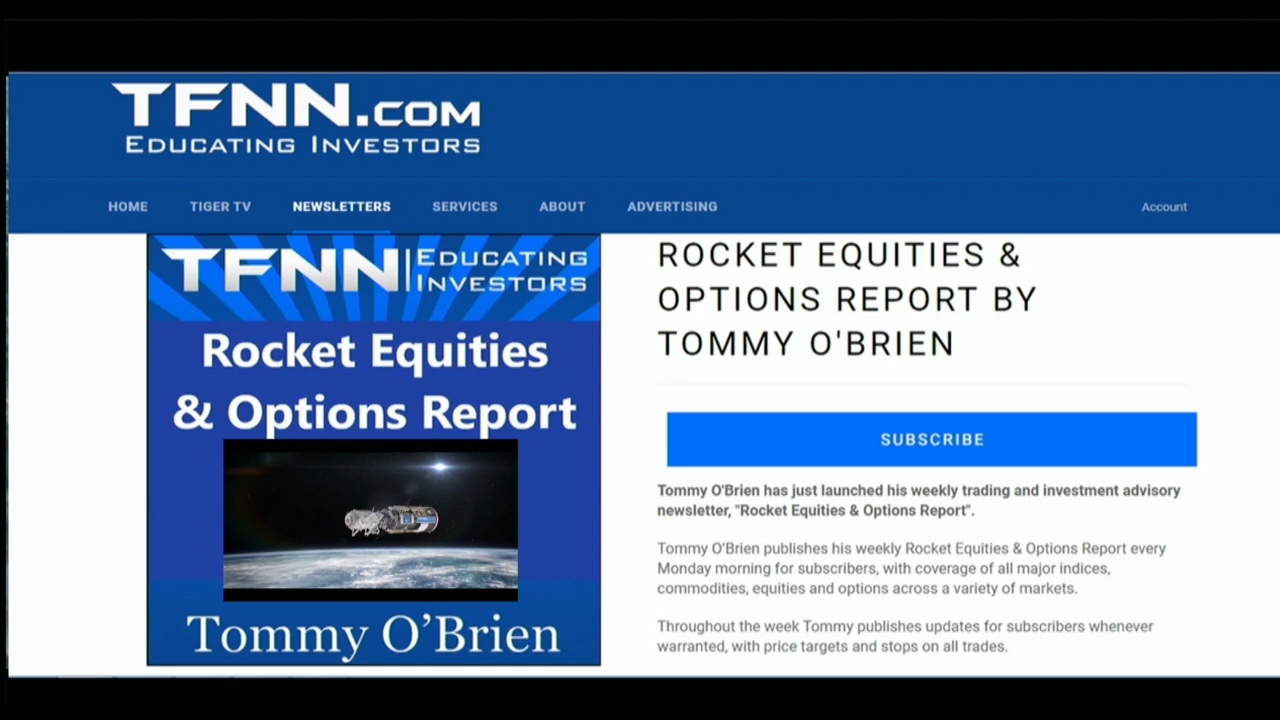 TFNN.COM
EDUCATING INVESTORS
HOME TIGER TV NEWSLETTERS SERVICES ABOUT ADVERTISING Account
TFNN | EDUCATING
INVESTORS
Rocket Equities
& Options Report
Tommy O’Brien
ROCKET EQUITIES &
OPTIONS REPORT BY
TOMMY O'BRIEN
SUBSCRIBE
Tommy O'Brien has just launched his weekly trading and investment advisory
newsletter, "Rocket Equities & Options Report".
Tommy O’Brien publishes his weekly Rocket Equities & Options Report every
Monday morning for subscribers, with coverage of all major indices,
commodities, equities and options across a variety of markets.
Throughout the week Tommy publishes updates for subscribers whenever
warranted, with price targets and stops on all trades.